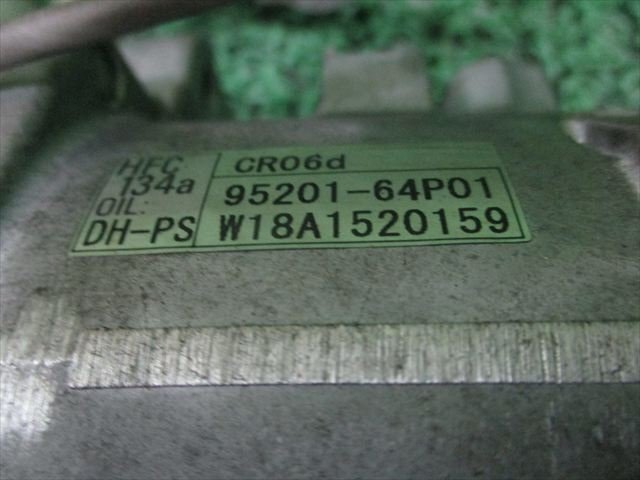 HFC
134a
OIL:
DH-PS
CR06d
95201-64P01
W18A1520159